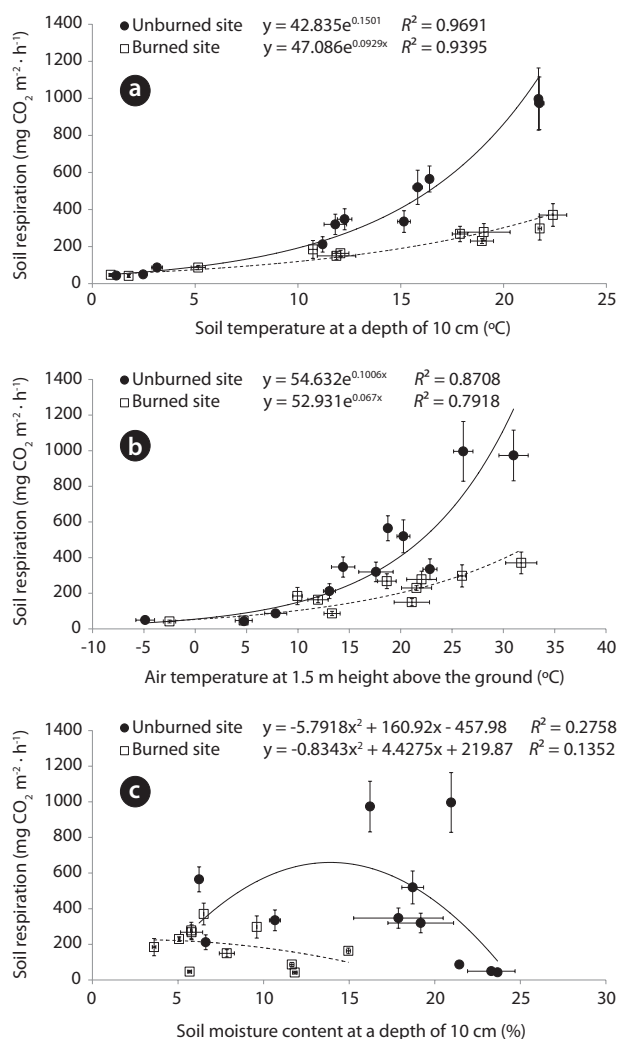 1400
1200
1000
800
600
400
200
0
Unburned site y = 42.835e^0.1501 R² = 0.9691
Burned site y = 47.086e^0.0929x R² = 0.9395
a
Soil respiration (mg CO₂ m⁻² · h⁻¹)
0 5 10 15 20 25
Soil temperature at a depth of 10 cm (ºC)
1400
1200
1000
800
600
400
200
0
Unburned site y = 54.632e^0.1006x R² = 0.8708
Burned site y = 52.931e^0.067x R² = 0.7918
b
Soil respiration (mg CO₂ m⁻² · h⁻¹)
-10 -5 0 5 10 15 20 25 30 35 40
Air temperature at 1.5 m height above the ground (ºC)
1400
1200
1000
800
600
400
200
0
Unburned site y = -5.7918x² + 160.92x - 457.98 R² = 0.2758
Burned site y = -0.8343x² + 4.4275x + 219.87 R² = 0.1352
c
Soil respiration (mg CO₂ m⁻² · h⁻¹)
0 5 10 15 20 25 30
Soil moisture content at a depth of 10 cm (%)